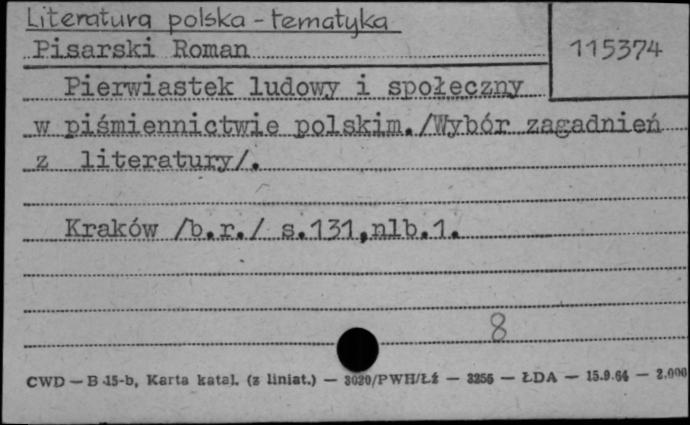 Literatura polska - tematyka
Pisarski Roman
115374
Pierwiastek ludowy i społeczny
w piśmiennictwie polskim./Wybór zagadnień
z literatury/.
Kraków /b.r./ s.131,nlb.1.
8
CWD — B-15-b, Karta katal. (z liniat.) — 3020/PWH/Łź — 3256 — ŁDA — 15.9.64 — 2.000